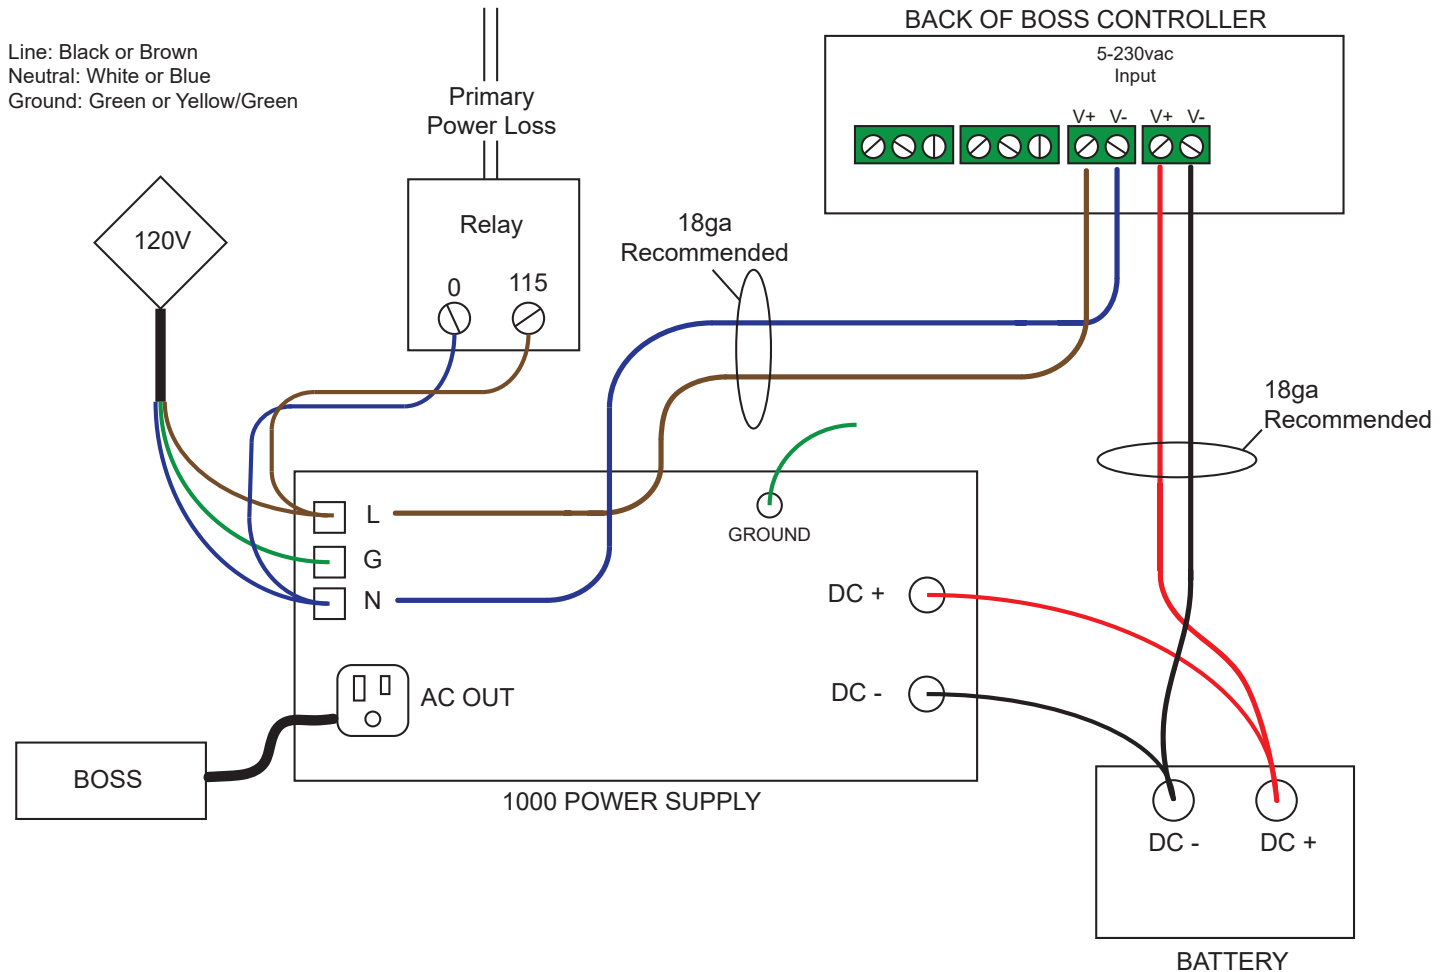 BACK OF BOSS CONTROLLER
Line: Black or Brown
Neutral: White or Blue
Ground: Green or Yellow/Green
5-230vac
Input
Primary
Power Loss
V+ V- V+ V-
120V
Relay
0 115
18ga
Recommended
18ga
Recommended
L
G
N
GROUND
DC +
DC -
AC OUT
BOSS
1000 POWER SUPPLY
DC - DC +
BATTERY